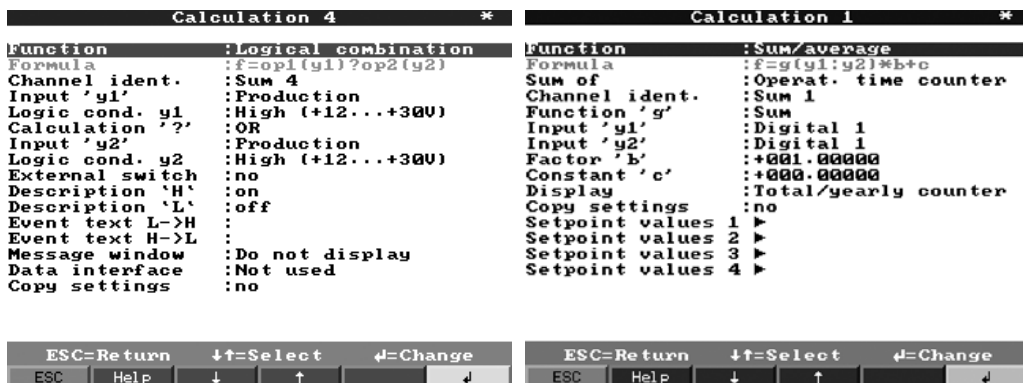 Calculation 4 *
Function :Logical combination
Formula :f=op1(y1)?op2(y2)
Channel ident. :Sum 4
Input 'y1' :Production
Logic cond. y1 :High (+12...+30V)
Calculation '?' :OR
Input 'y2' :Production
Logic cond. y2 :High (+12...+30V)
External switch :no
Description `H` :on
Description `L` :off
Event text L->H :
Event text H->L :
Message window :Do not display
Data interface :Not used
Copy settings :no
ESC=Return ↓↑=Select ↲=Change
ESC Help ↓ ↑ ↲
Calculation 1 *
Function :Sum/average
Formula :f=g(y1;y2)*b+c
Sum of :Operat. time counter
Channel ident. :Sum 1
Function 'g' :Sum
Input 'y1' :Digital 1
Input 'y2' :Digital 1
Factor 'b' :+001.00000
Constant 'c' :+000.00000
Display :Total/yearly counter
Copy settings :no
Setpoint values 1 ►
Setpoint values 2 ►
Setpoint values 3 ►
Setpoint values 4 ►
ESC=Return ↓↑=Select ↲=Change
ESC Help ↓ ↑ ↲